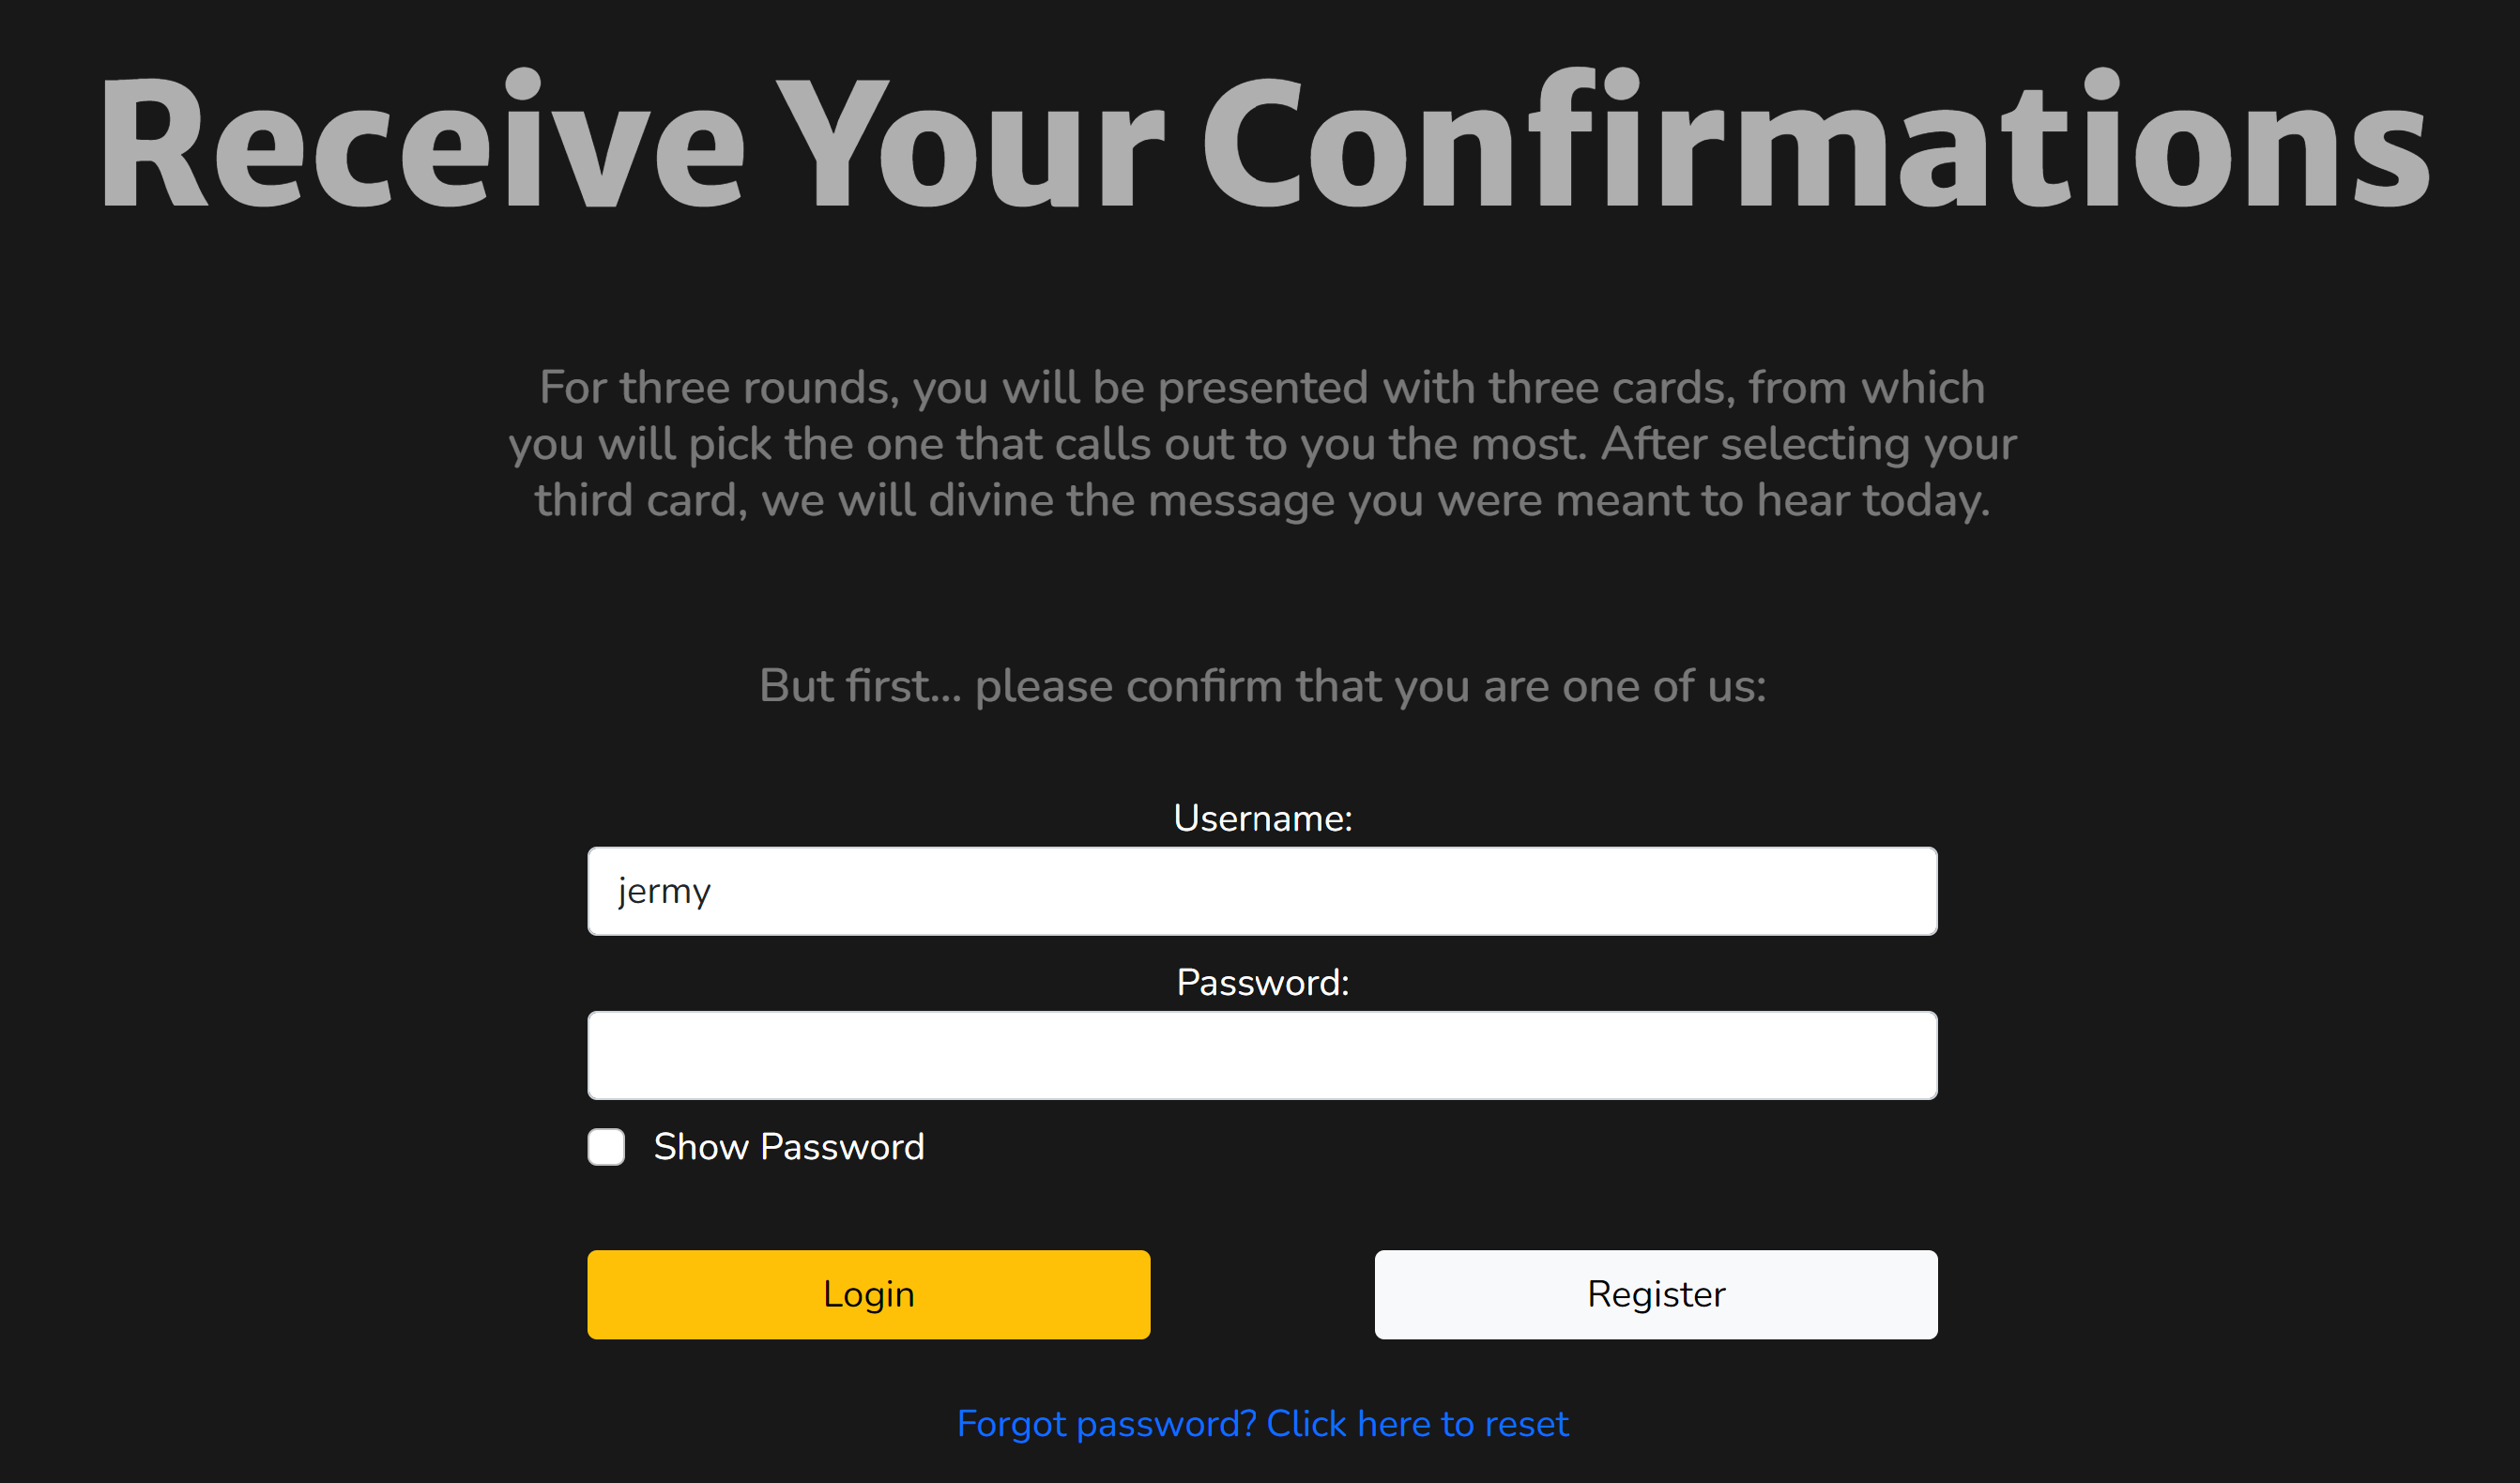 Receive Your Confirmations
For three rounds, you will be presented with three cards, from which
you will pick the one that calls out to you the most. After selecting your
third card, we will divine the message you were meant to hear today.
But first... please confirm that you are one of us:
Username:
jermy
Password:
Show Password
Login
Register
Forgot password? Click here to reset